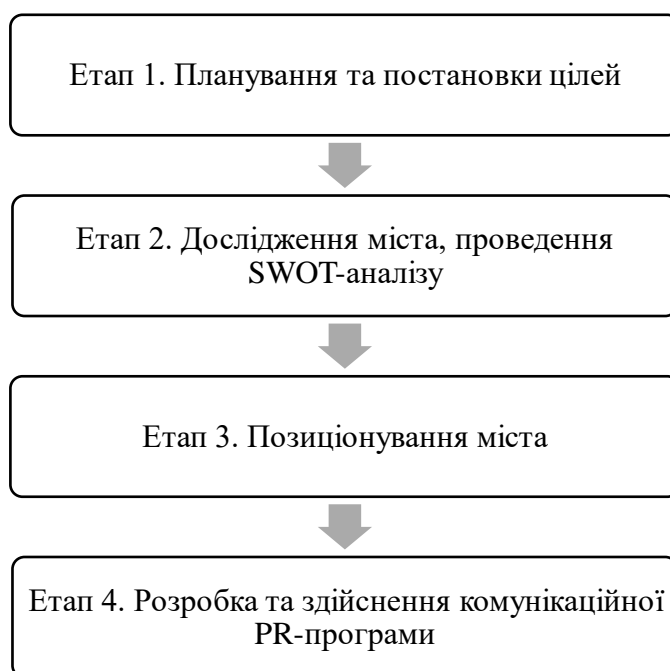 Етап 1. Планування та постановки цілей
Етап 2. Дослідження міста, проведення
SWOT-аналізу
Етап 3. Позиціонування міста
Етап 4. Розробка та здійснення комунікаційної
PR-програми